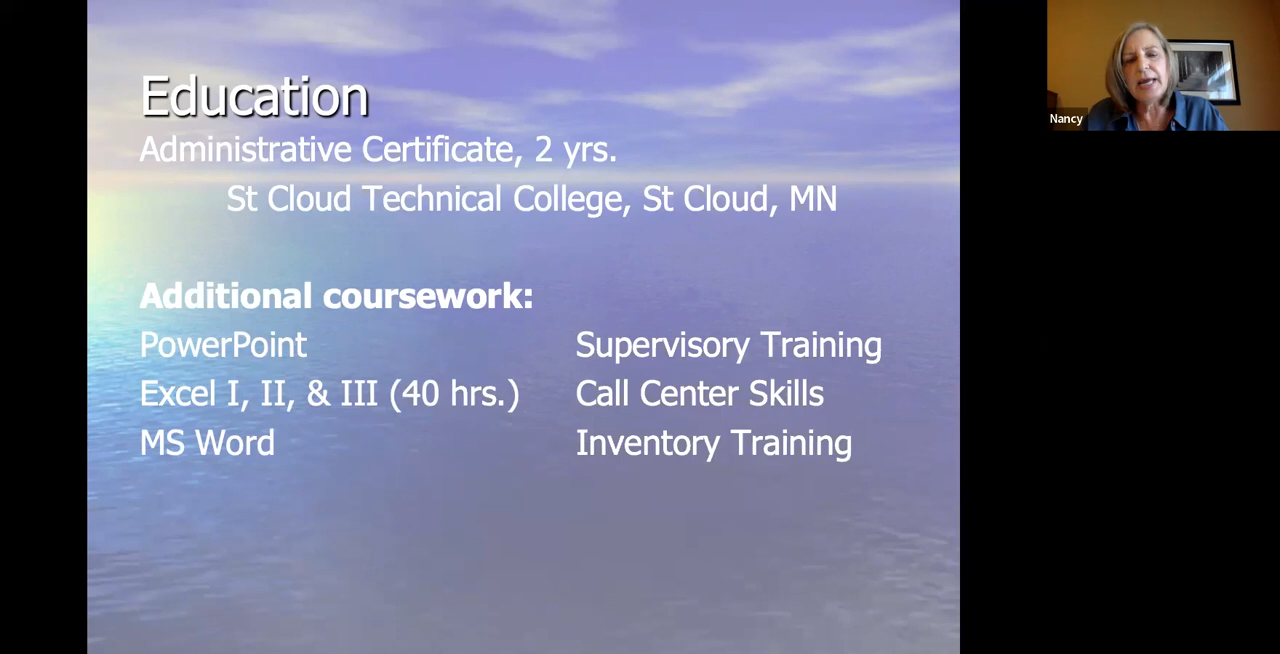 Education
Administrative Certificate, 2 yrs.
St Cloud Technical College, St Cloud, MN
Additional coursework:
PowerPoint Supervisory Training
Excel I, II, & III (40 hrs.) Call Center Skills
MS Word Inventory Training
Nancy